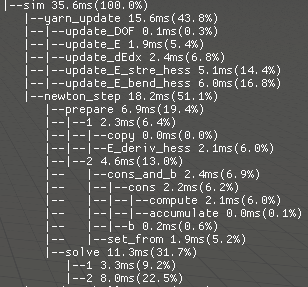 |--sim 35.6ms(100.0%)
|--|--yarn_update 15.6ms(43.8%)
|--|--|--update_DOF 0.1ms(0.3%)
|--|--|--update_E 1.9ms(5.4%)
|--|--|--update_dEdx 2.4ms(6.8%)
|--|--|--update_E_stre_hess 5.1ms(14.4%)
|--|--|--update_E_bend_hess 6.0ms(16.8%)
|--|--newton_step 18.2ms(51.1%)
|--|--|--prepare 6.9ms(19.4%)
|--|--|--|--1 2.3ms(6.4%)
|--|--|--|--|--copy 0.0ms(0.0%)
|--|--|--|--|--E_deriv_hess 2.1ms(6.0%)
|--|--|--|--2 4.6ms(13.0%)
|--|--|--|--|--cons_and_b 2.4ms(6.9%)
|--|--|--|--|--|--cons 2.2ms(6.2%)
|--|--|--|--|--|--|--compute 2.1ms(6.0%)
|--|--|--|--|--|--|--accumulate 0.0ms(0.1%)
|--|--|--|--|--|--b 0.2ms(0.6%)
|--|--|--|--|--set_from 1.9ms(5.2%)
|--|--|--solve 11.3ms(31.7%)
|--|--|--|--1 3.3ms(9.2%)
|--|--|--|--2 8.0ms(22.5%)